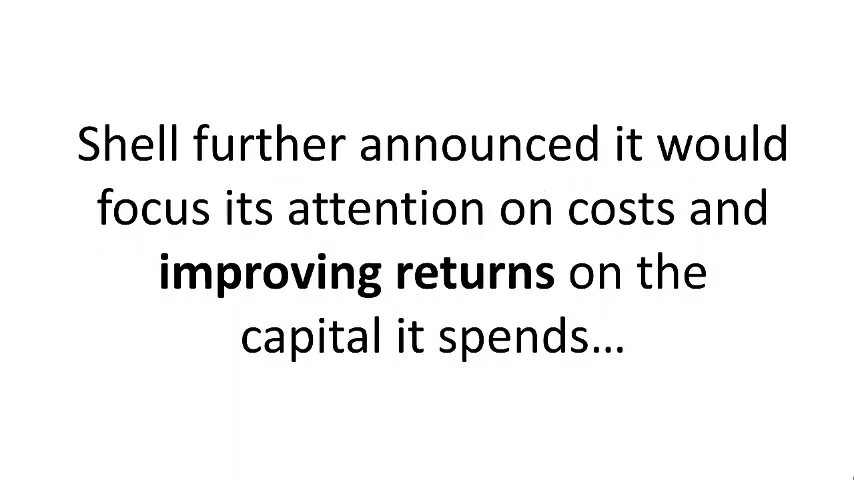 Shell further announced it would
focus its attention on costs and
improving returns on the
capital it spends...